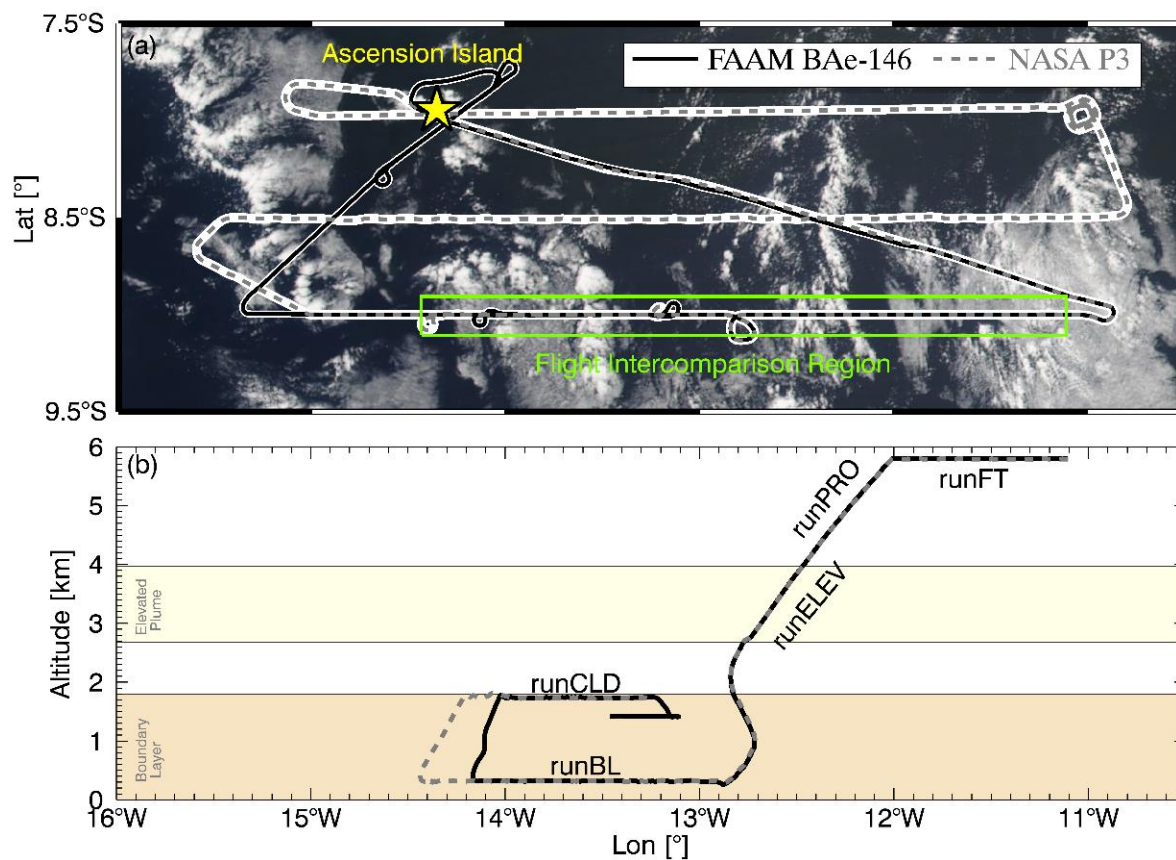 7.5°S
(a)
Ascension Island
FAAM BAe-146
NASA P3
Lat [°]
8.5°S
Flight Intercomparison Region
9.5°S
(b)
6
5
4
3
2
1
0
Altitude [km]
Elevated
Plume
Boundary
Layer
runPRO
runFT
runELEV
runCLD
runBL
16°W
15°W
14°W
13°W
12°W
11°W
Lon [°]